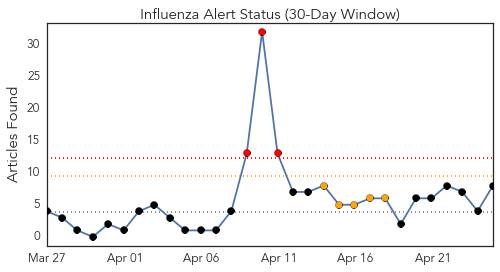 Influenza Alert Status (30-Day Window)
Articles Found
30
25
20
15
10
5
0
Mar 27
Apr 01
Apr 06
Apr 11
Apr 16
Apr 21